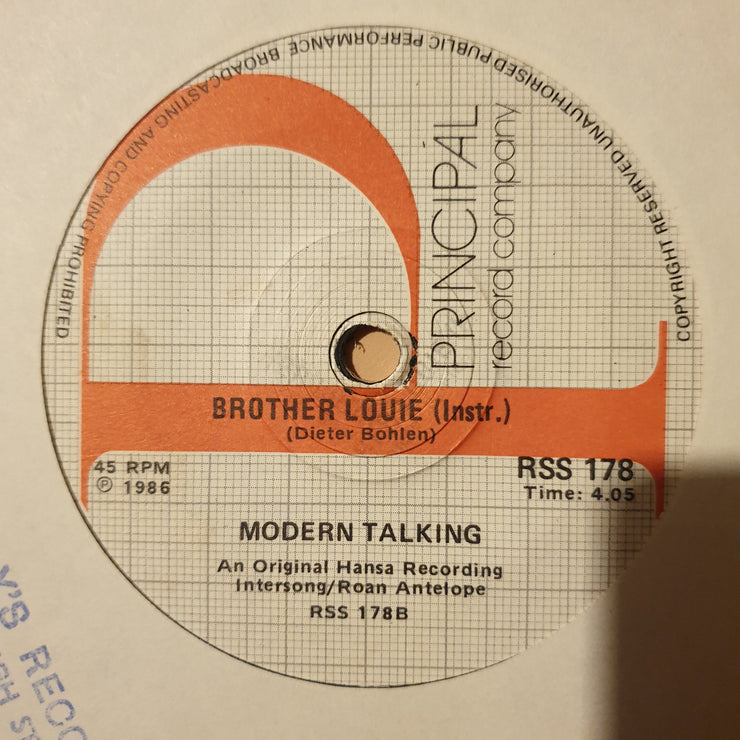 COPYRIGHT RESERVED UNAUTHORISED PUBLIC PERFORMANCE BROADCASTING AND COPYING PROHIBITED
PRINCIPAL
record company
BROTHER LOUIE (Instr.)
(Dieter Bohlen)
45 RPM
℗ 1986
RSS 178
Time: 4.05
MODERN TALKING
An Original Hansa Recording
Intersong/Roan Antelope
RSS 178B